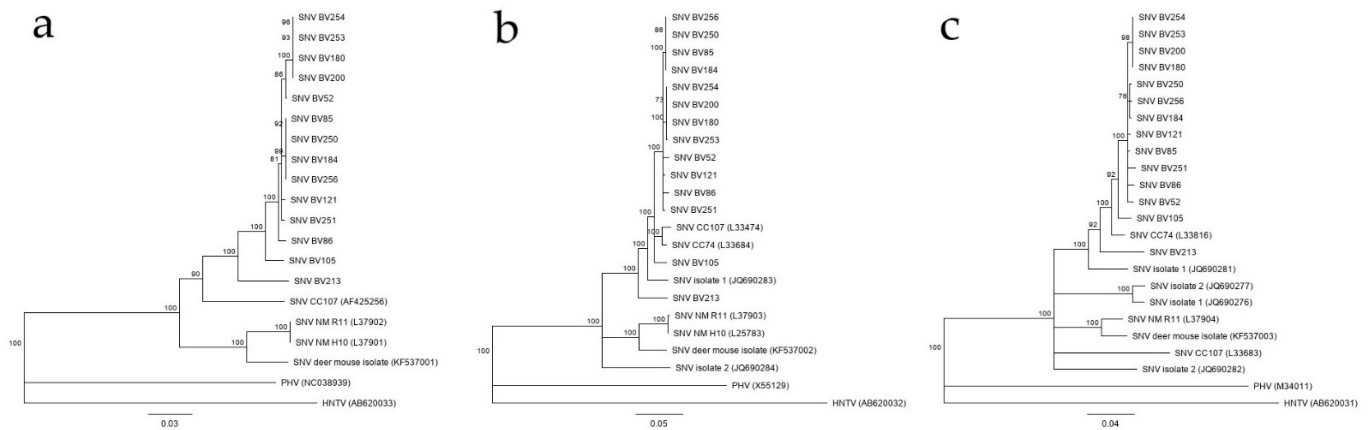 a
96
SNV BV254
93
SNV BV253
100
SNV BV180
SNV BV200
86
SNV BV52
SNV BV85
92
SNV BV250
99
SNV BV184
81
SNV BV256
SNV BV121
100
SNV BV251
SNV BV86
100
SNV BV105
100
SNV BV213
90
SNV CC107 (AF425256)
100
SNV NM R11 (L37902)
100
SNV NM H10 (L37901)
100
SNV deer mouse isolate (KF537001)
100
PHV (NC038939)
HNTV (AB620033)
0.03
b
SNV BV256
86
SNV BV250
100
SNV BV85
SNV BV184
SNV BV254
73
SNV BV200
100
SNV BV180
SNV BV253
100
SNV BV52
SNV BV121
SNV BV86
SNV BV251
100
SNV CC107 (L33474)
100
SNV CC74 (L33684)
100
SNV BV105
100
SNV isolate 1 (JQ690283)
SNV BV213
100
SNV NM R11 (L37903)
100
SNV NM H10 (L25783)
100
SNV deer mouse isolate (KF537002)
SNV isolate 2 (JQ690284)
100
PHV (X55129)
HNTV (AB620032)
0.05
c
SNV BV254
98
SNV BV253
SNV BV200
SNV BV180
SNV BV250
76
SNV BV256
SNV BV184
100
SNV BV121
SNV BV85
SNV BV251
92
SNV BV86
SNV BV52
92
SNV BV105
SNV CC74 (L33816)
100
SNV BV213
SNV isolate 1 (JQ690281)
100
SNV isolate 2 (JQ690277)
SNV isolate 1 (JQ690276)
100
SNV NM R11 (L37904)
100
SNV deer mouse isolate (KF537003)
SNV CC107 (L33683)
SNV isolate 2 (JQ690282)
100
PHV (M34011)
HNTV (AB620031)
0.04